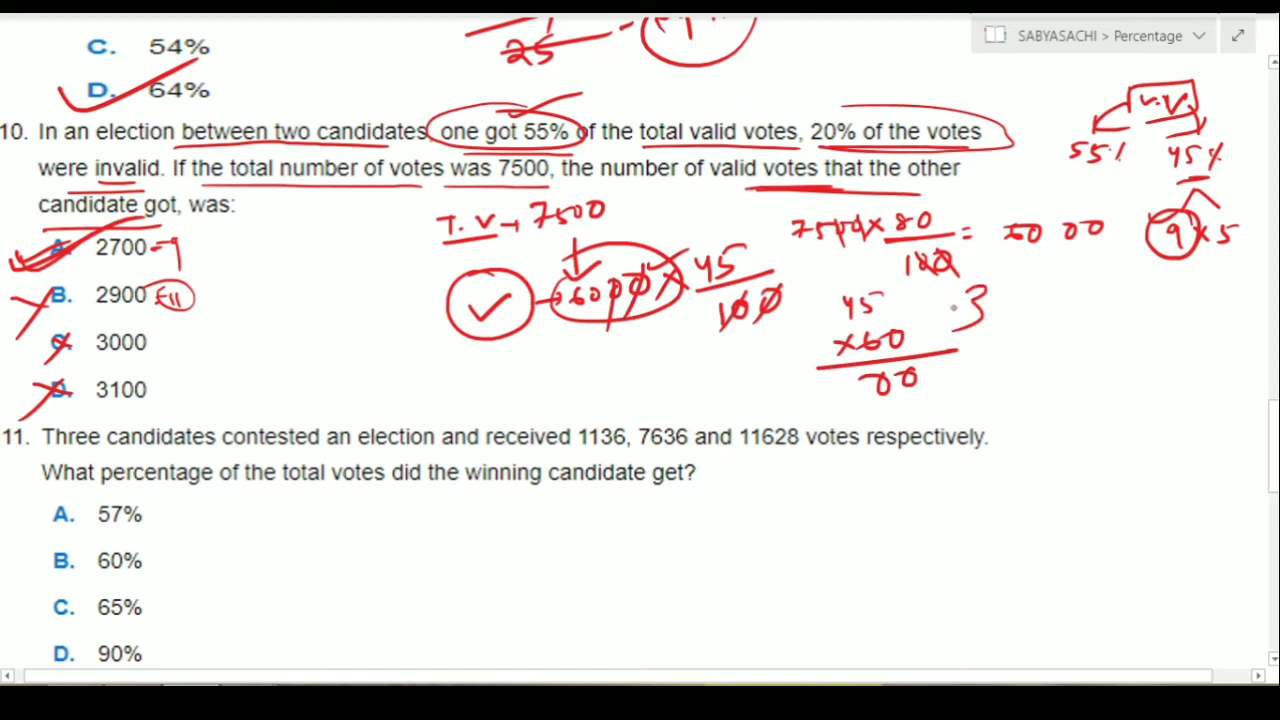 C. 54%
25
SABYASACHI > Percentage
D. 64%
V.V
10. In an election between two candidates, one got 55% of the total valid votes, 20% of the votes
were invalid. If the total number of votes was 7500, the number of valid votes that the other
candidate got, was:
55% 45%
9 x 5
T.V → 7500
7500 x 80
100
= 6000
A. 2700
B. 2900
→ 6000 x 45
100
C. 3000
D. 3100
45
x60
00
3
11. Three candidates contested an election and received 1136, 7636 and 11628 votes respectively.
What percentage of the total votes did the winning candidate get?
A. 57%
B. 60%
C. 65%
D. 90%